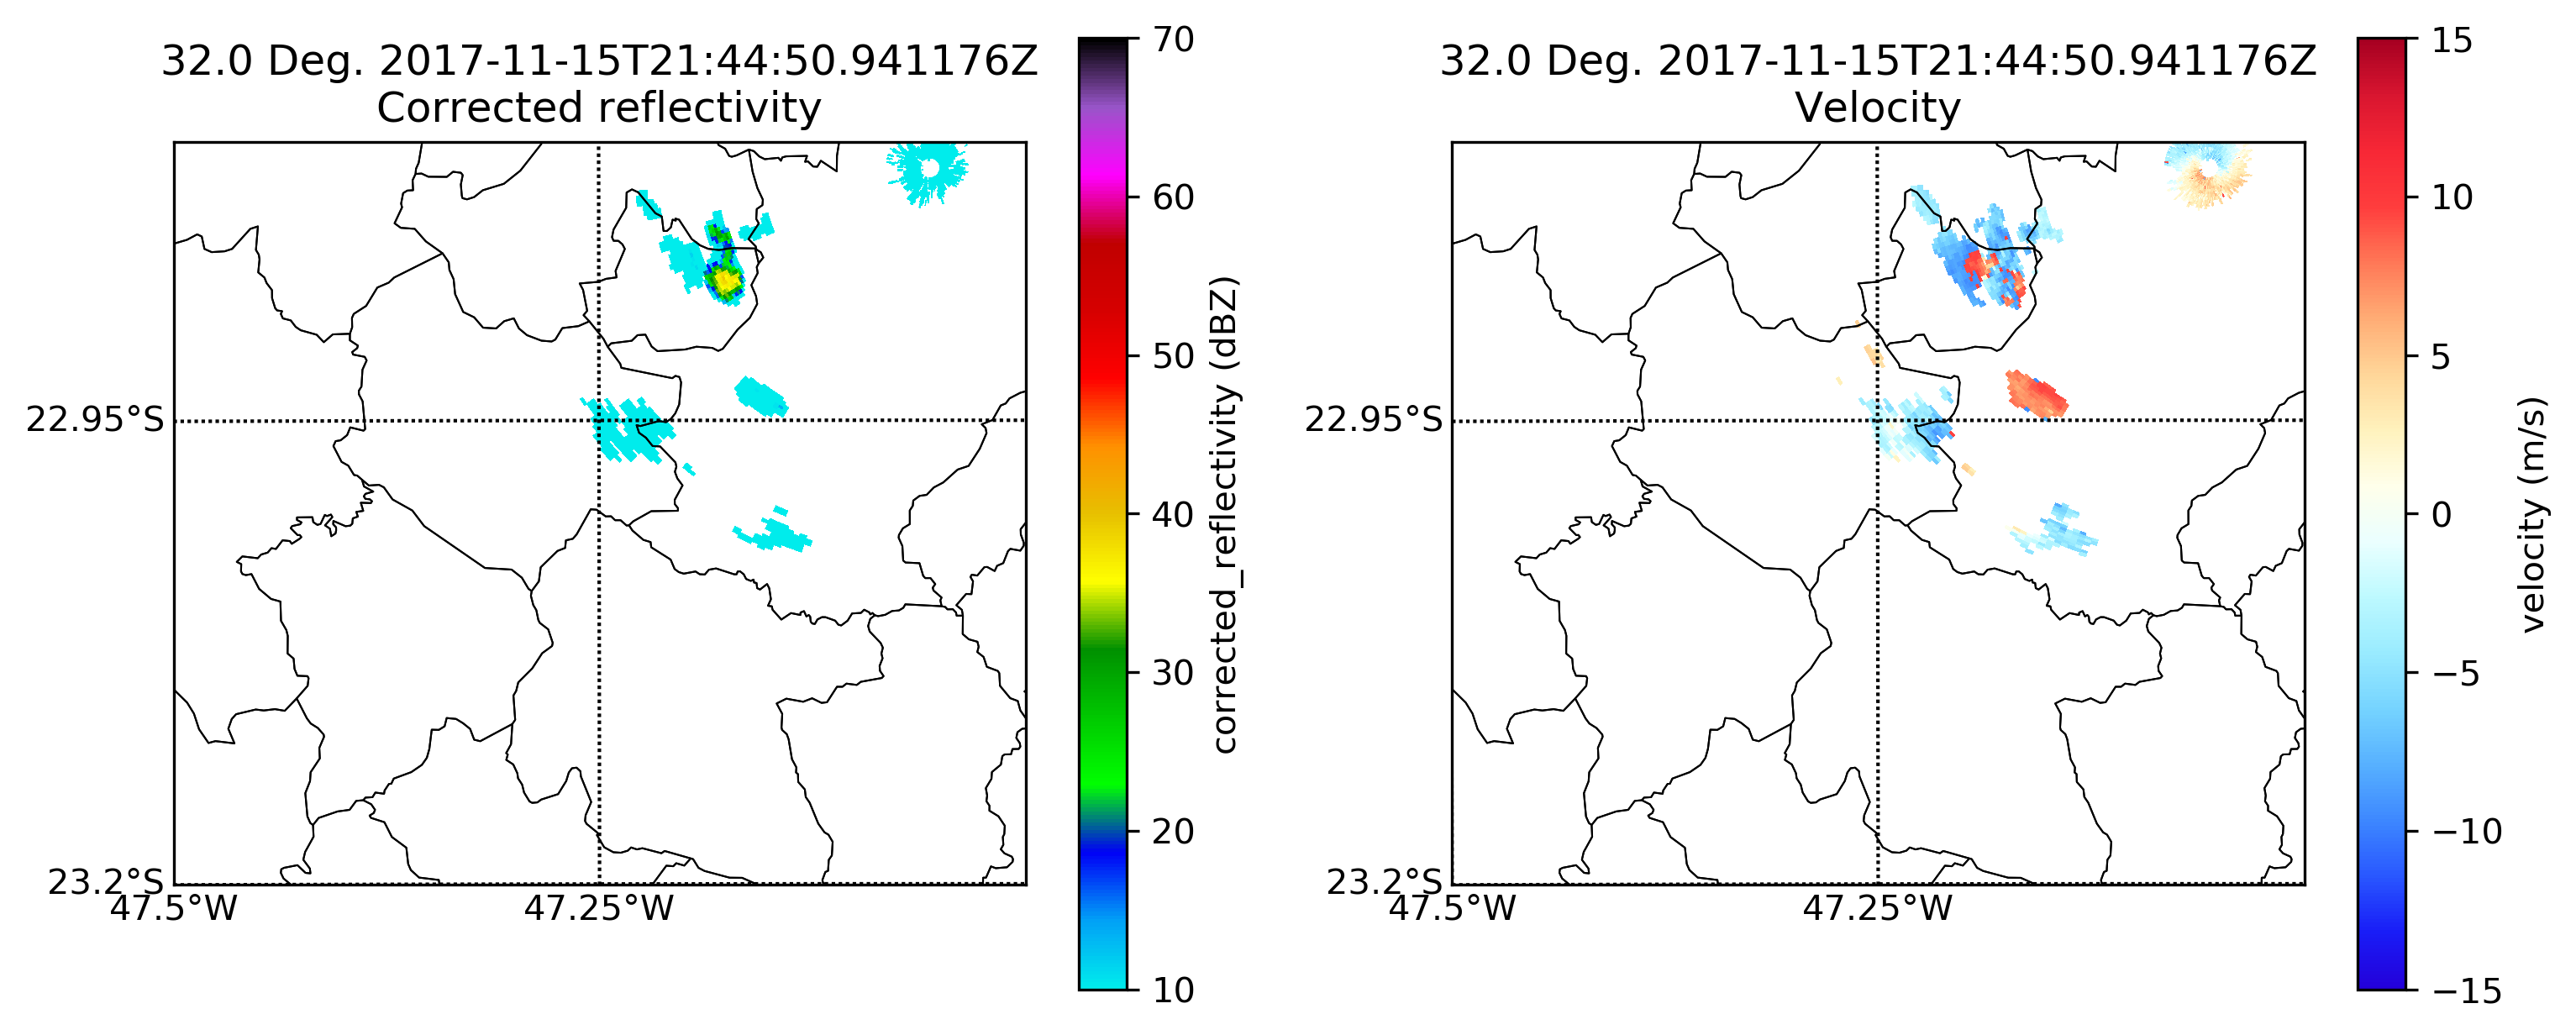 32.0 Deg. 2017-11-15T21:44:50.941176Z
Corrected reflectivity
22.95°S
23.2°S
47.5°W
47.25°W
70
60
50
40
30
20
10
corrected_reflectivity (dBZ)
32.0 Deg. 2017-11-15T21:44:50.941176Z
Velocity
22.95°S
23.2°S
47.5°W
47.25°W
15
10
5
0
−5
−10
−15
velocity (m/s)